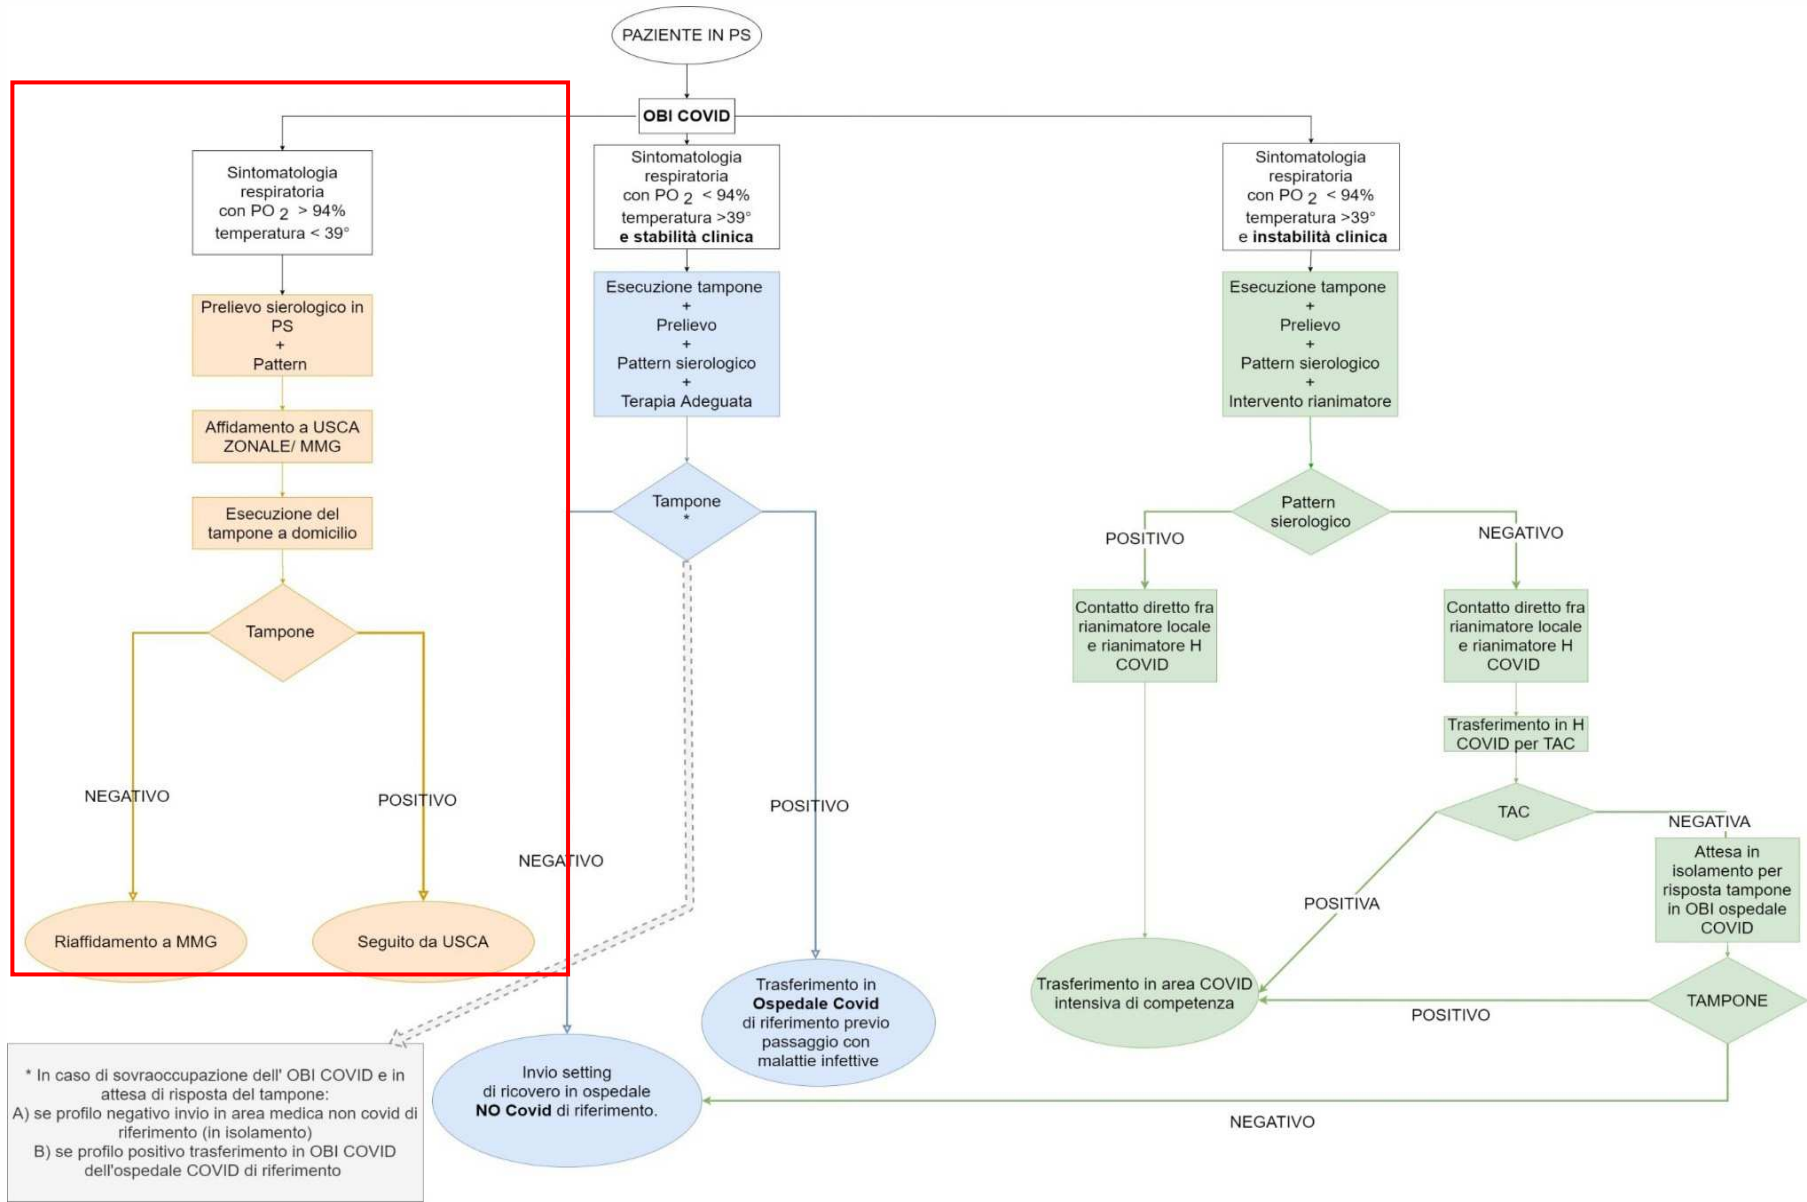 PAZIENTE IN PS
OBI COVID
Sintomatologia
respiratoria
con PO 2 > 94%
temperatura < 39°
Prelievo sierologico in
PS
+
Pattern
Affidamento a USCA
ZONALE/ MMG
Esecuzione del
tampone a domicilio
Tampone
NEGATIVO
POSITIVO
Riaffidamento a MMG
Seguito da USCA
Sintomatologia
respiratoria
con PO 2 < 94%
temperatura >39°
e stabilità clinica
Esecuzione tampone
+
Prelievo
+
Pattern sierologico
+
Terapia Adeguata
Tampone
*
NEGATIVO
POSITIVO
Trasferimento in
Ospedale Covid
di riferimento previo
passaggio con
malattie infettive
Invio setting
di ricovero in ospedale
NO Covid di riferimento.
* In caso di sovraoccupazione dell' OBI COVID e in
attesa di risposta del tampone:
A) se profilo negativo invio in area medica non covid di
riferimento (in isolamento)
B) se profilo positivo trasferimento in OBI COVID
dell'ospedale COVID di riferimento
Sintomatologia
respiratoria
con PO 2 < 94%
temperatura >39°
e instabilità clinica
Esecuzione tampone
+
Prelievo
+
Pattern sierologico
+
Intervento rianimatore
Pattern
sierologico
POSITIVO
NEGATIVO
Contatto diretto fra
rianimatore locale
e rianimatore H
COVID
Contatto diretto fra
rianimatore locale
e rianimatore H
COVID
Trasferimento in H
COVID per TAC
TAC
NEGATIVA
POSITIVA
Attesa in
isolamento per
risposta tampone
in OBI ospedale
COVID
Trasferimento in area COVID
intensiva di competenza
TAMPONE
POSITIVO
NEGATIVO